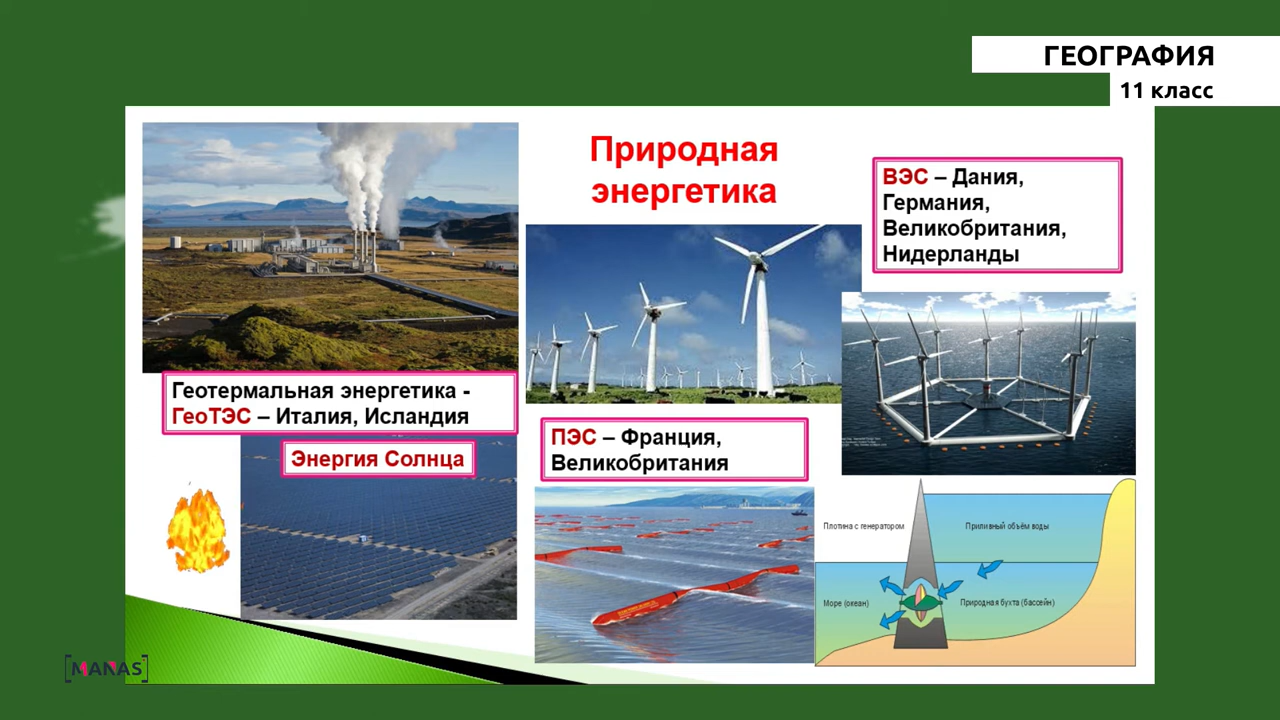 ГЕОГРАФИЯ
11 класс
Природная
энергетика
ВЭС – Дания,
Германия,
Великобритания,
Нидерланды
Геотермальная энергетика -
ГеоТЭС – Италия, Исландия
Энергия Солнца
ПЭС – Франция,
Великобритания
Плотина с генератором
Приливный объём воды
Море (океан)
Природная бухта (бассейн)
[MANAS]